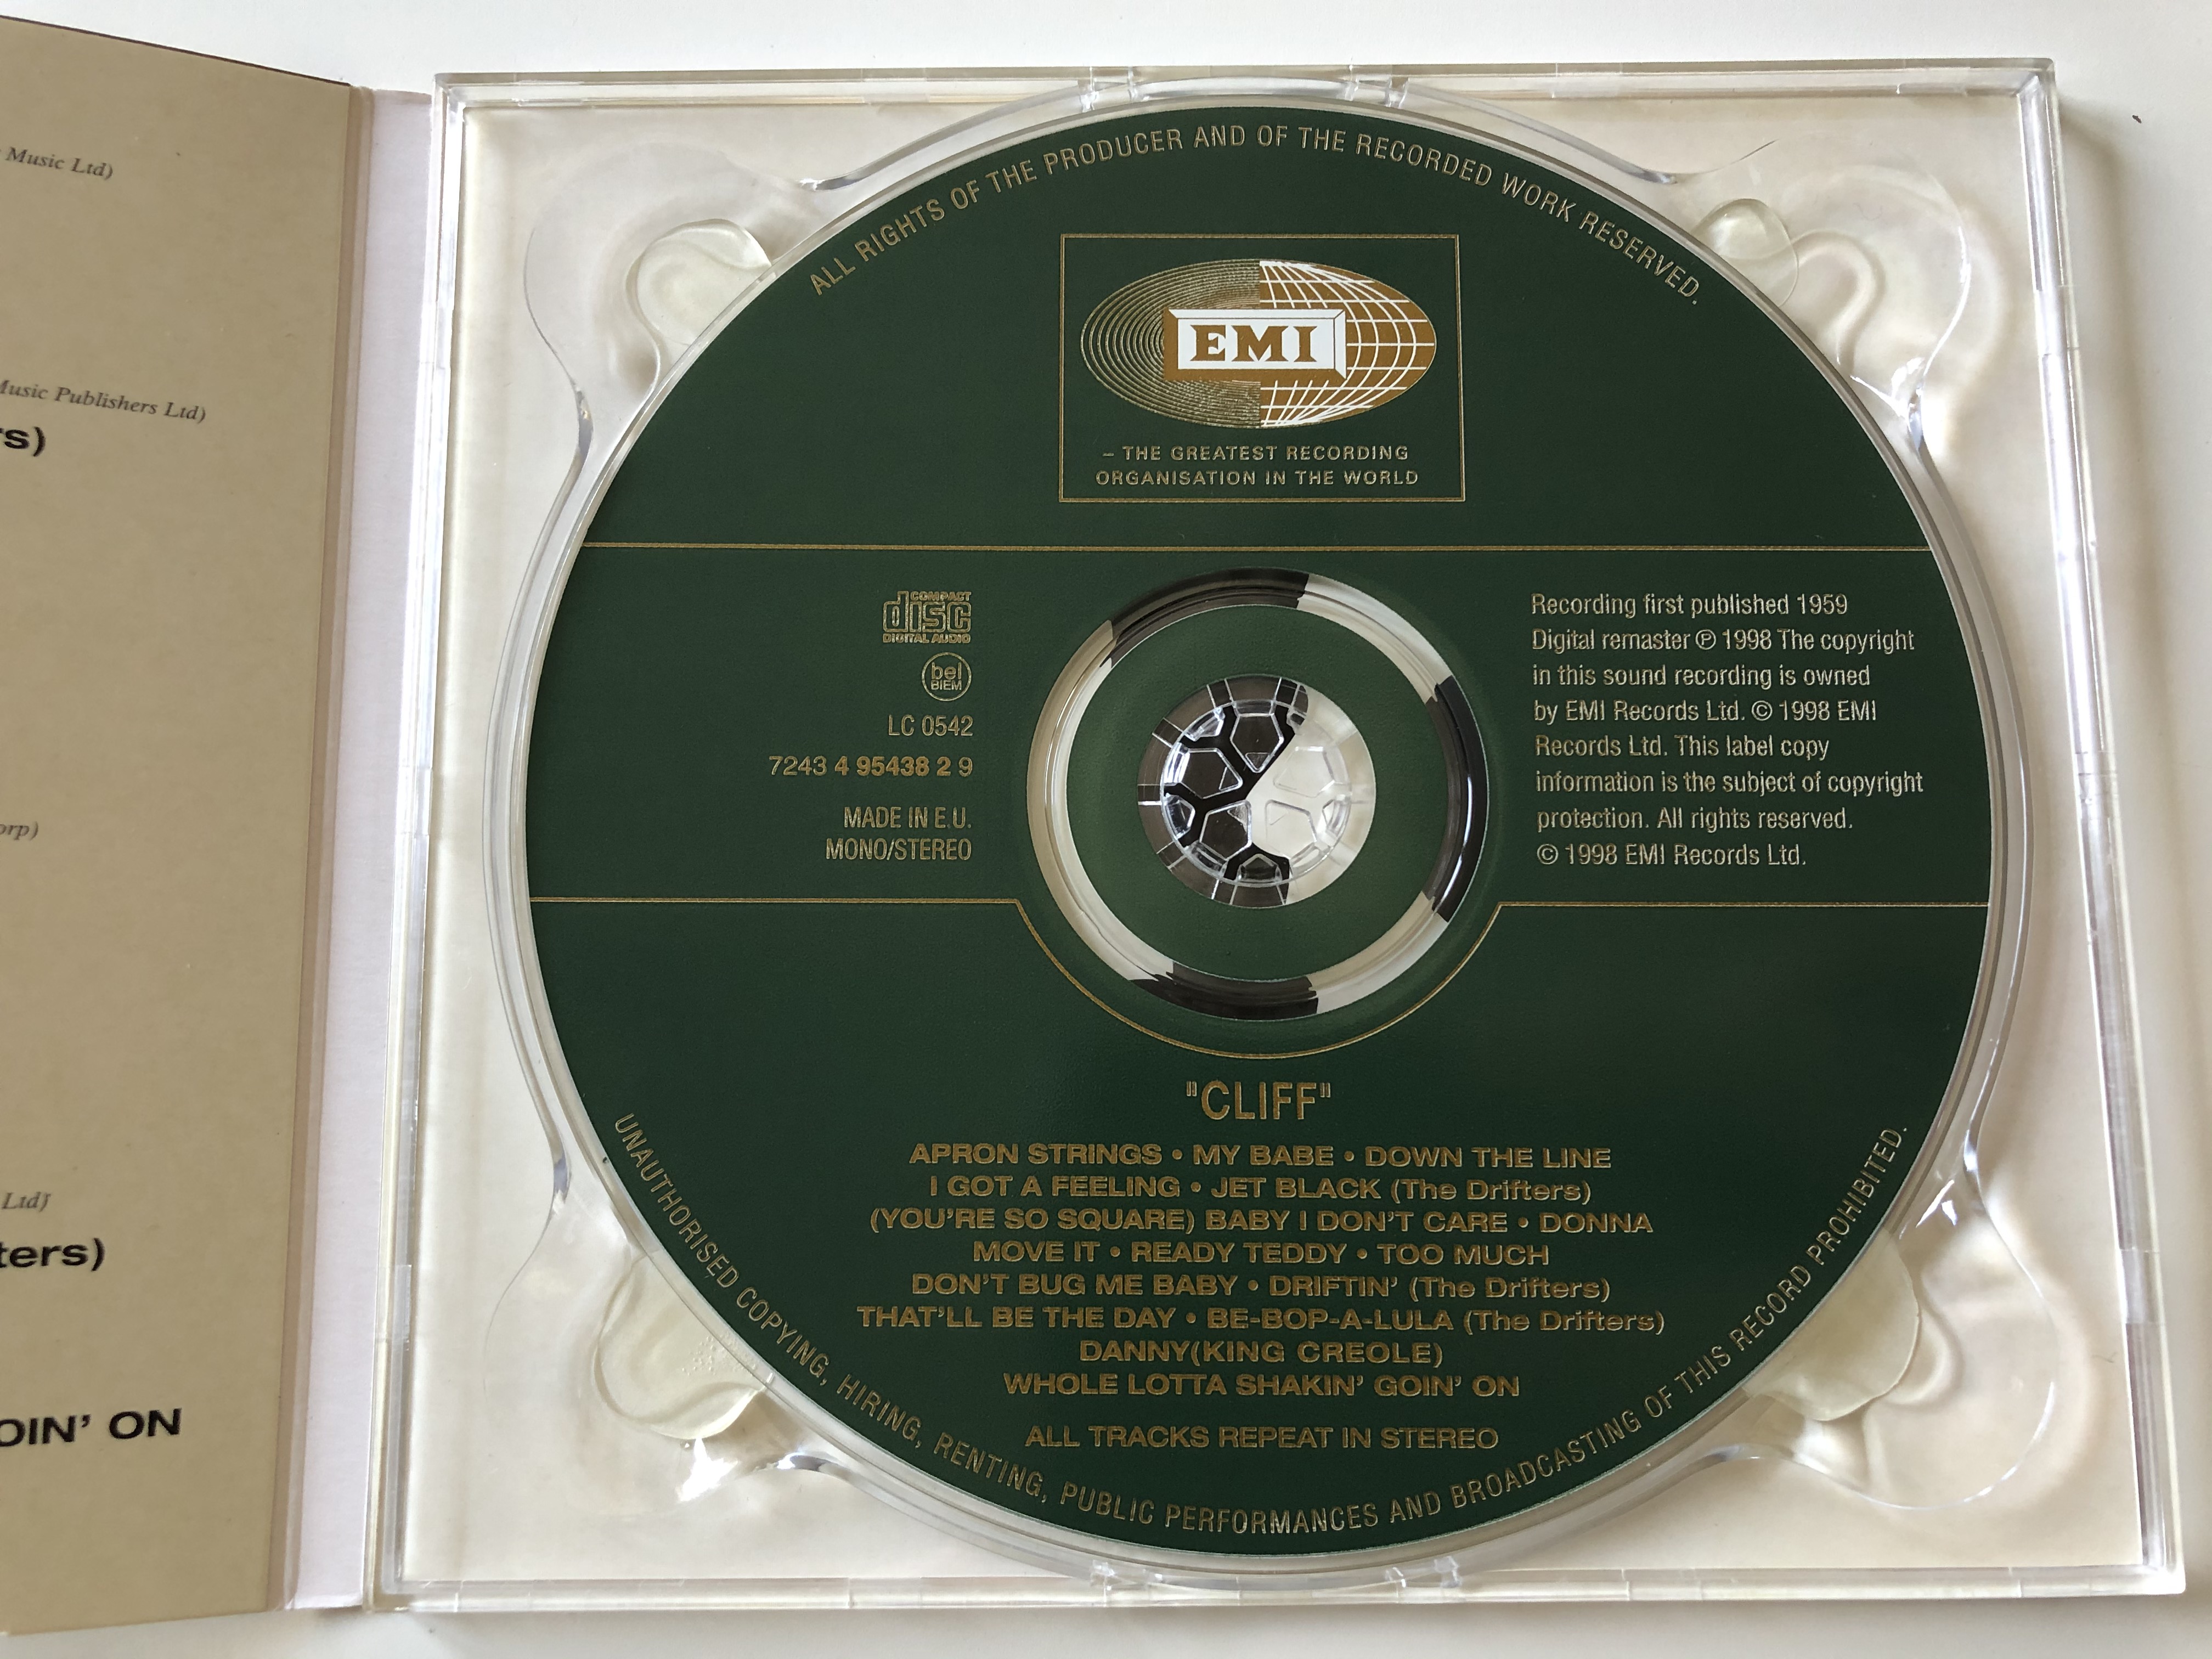 Music Ltd)
Music Publishers Ltd)
Ltd)
OIN' ON
ALL RIGHTS OF THE PRODUCER AND OF THE RECORDED WORK RESERVED.
EMI
– THE GREATEST RECORDING
ORGANISATION IN THE WORLD
COMPACT
disc
DIGITAL AUDIO
bel
BIEM
LC 0542
7243 4 95438 2 9
MADE IN E.U.
MONO/STEREO
Recording first published 1959
Digital remaster ℗ 1998 The copyright
in this sound recording is owned
by EMI Records Ltd. © 1998 EMI
Records Ltd. This label copy
information is the subject of copyright
protection. All rights reserved.
© 1998 EMI Records Ltd.
"CLIFF"
APRON STRINGS • MY BABE • DOWN THE LINE
I GOT A FEELING • JET BLACK (The Drifters)
(YOU'RE SO SQUARE) BABY I DON'T CARE • DONNA
MOVE IT • READY TEDDY • TOO MUCH
DON'T BUG ME BABY • DRIFTIN' (The Drifters)
THAT'LL BE THE DAY • BE-BOP-A-LULA (The Drifters)
DANNY(KING CREOLE)
WHOLE LOTTA SHAKIN' GOIN' ON
ALL TRACKS REPEAT IN STEREO
UNAUTHORISED COPYING, HIRING, RENTING, PUBLIC PERFORMANCES AND BROADCASTING OF THIS RECORD PROHIBITED.